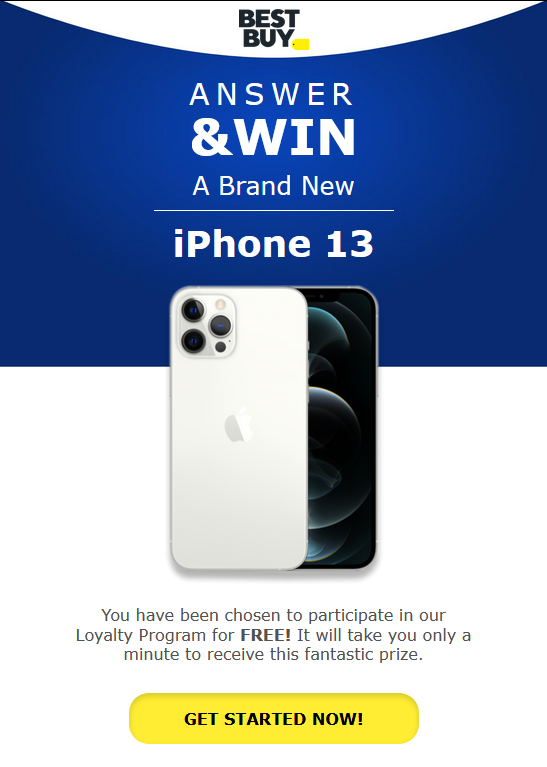 BEST
BUY
ANSWER
&WIN
A Brand New
iPhone 13
You have been chosen to participate in our
Loyalty Program for FREE! It will take you only a
minute to receive this fantastic prize.
GET STARTED NOW!